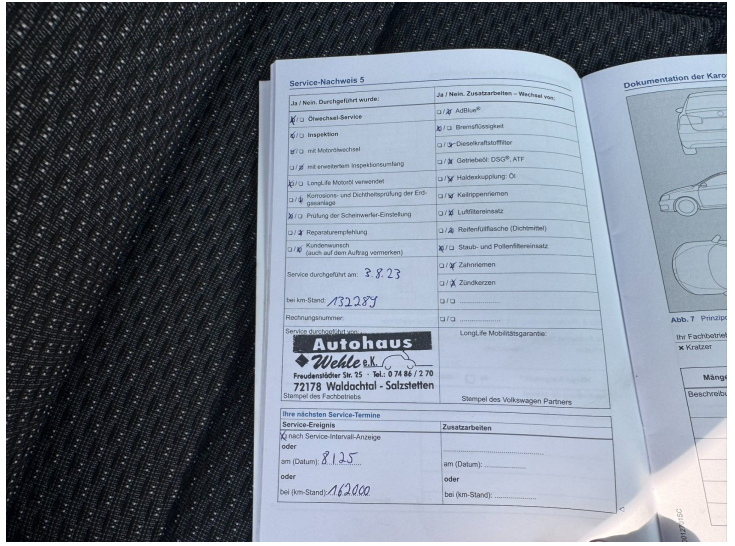 Service-Nachweis 5
Ja / Nein. Durchgeführt wurde:
Ölwechsel-Service
Inspektion
mit Motorölwechsel
mit erweitertem Inspektionsumfang
LongLife Motoröl verwendet
Korrosions- und Dichtheitsprüfung der Erd-
gasanlage
Prüfung der Scheinwerfer-Einstellung
Reparaturempfehlung
Kundenwunsch
(auch auf dem Auftrag vermerken)
Service durchgeführt am: 3.8.23
bei km-Stand: 132289
Rechnungsnummer:
Service durchgeführt von:
Autohaus
Wehle e.K.
Freudenstädter Str. 25 · Tel.: 0 74 86 / 2 70
72178 Waldachtal - Salzstetten
Stempel des Fachbetriebs
Ja / Nein. Zusatzarbeiten – Wechsel von:
AdBlue®
Bremsflüssigkeit
Dieselkraftstofffilter
Getriebeöl: DSG®, ATF
Haldexkupplung: Öl
Keilrippenriemen
Luftfiltereinsatz
Reifenfüllflasche (Dichtmittel)
Staub- und Pollenfiltereinsatz
Zahnriemen
Zündkerzen
LongLife Mobilitätsgarantie:
Stempel des Volkswagen Partners
Ihre nächsten Service-Termine
Service-Ereignis
nach Service-Intervall-Anzeige
oder
am (Datum): 8/25
oder
bei (km-Stand): 162000
Zusatzarbeiten
am (Datum):
oder
bei (km-Stand):
Dokumentation der Karo
Abb. 7 Prinzip
Ihr Fachbetrie
× Kratzer
Mänge
Beschreibu